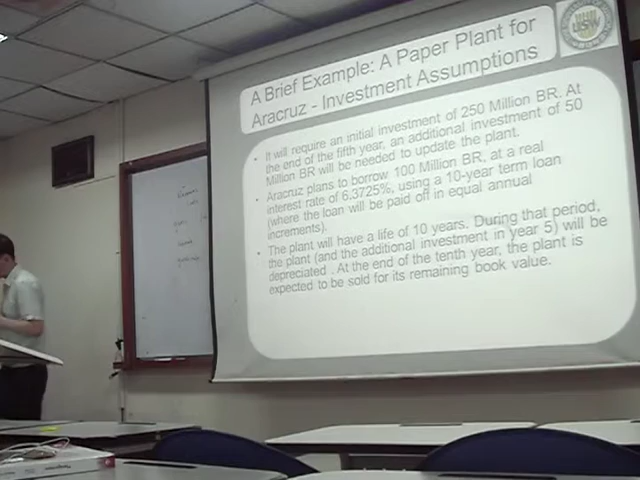 A Brief Example: A Paper Plant for
Aracruz - Investment Assumptions
• It will require an initial investment of 250 Million BR. At
the end of the fifth year, an additional investment of 50
Million BR will be needed to update the plant.
• Aracruz plans to borrow 100 Million BR, at a real
interest rate of 6.3725%, using a 10-year term loan
(where the loan will be paid off in equal annual
increments).
• The plant will have a life of 10 years. During that period,
the plant (and the additional investment in year 5) will be
depreciated . At the end of the tenth year, the plant is
expected to be sold for its remaining book value.